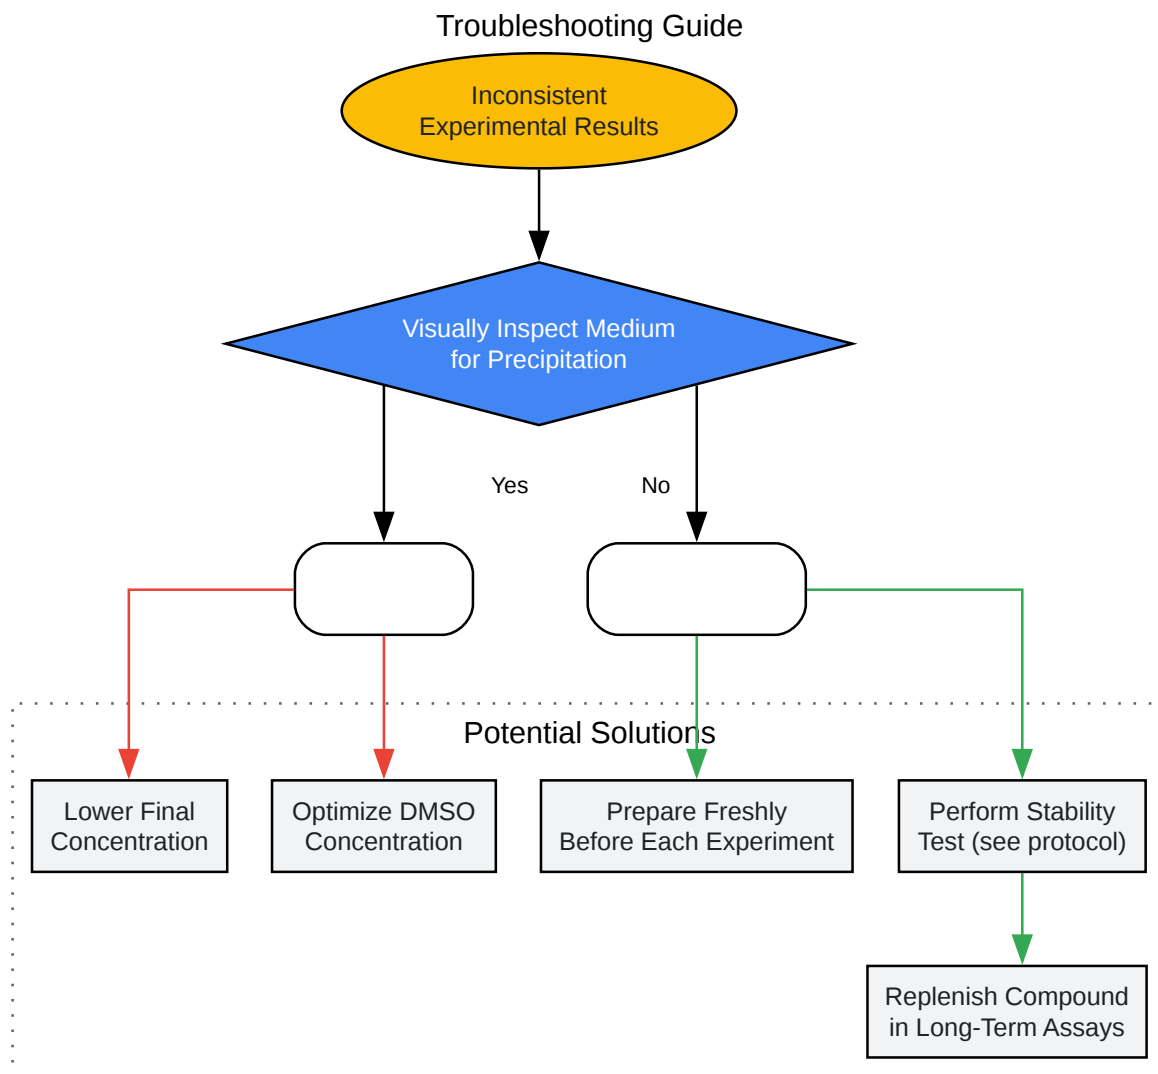 Troubleshooting Guide
Inconsistent
Experimental Results
Visually Inspect Medium
for Precipitation
Yes
No
Potential Solutions
Lower Final
Concentration
Optimize DMSO
Concentration
Prepare Freshly
Before Each Experiment
Perform Stability
Test (see protocol)
Replenish Compound
in Long-Term Assays